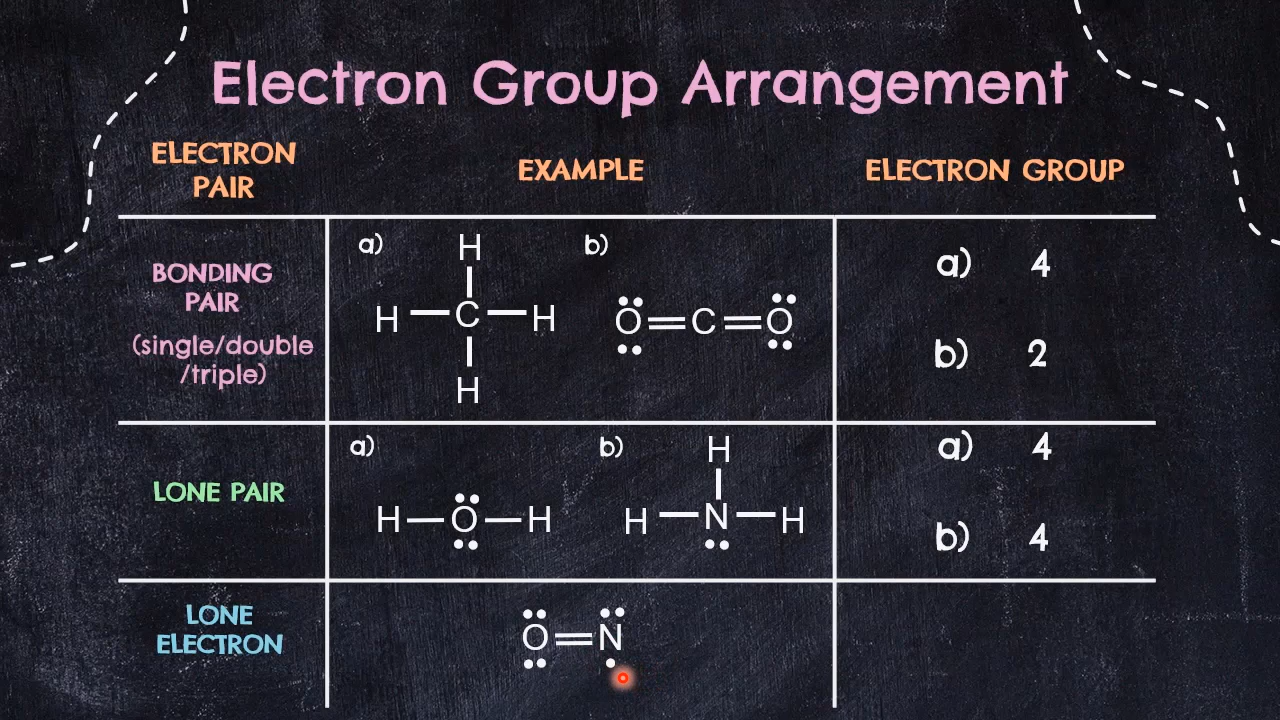 Electron Group Arrangement
ELECTRON
PAIR
EXAMPLE
ELECTRON GROUP
BONDING
PAIR
(single/double
/triple)
a)
H
H C H
H
b)
O C O
a) 4
b) 2
LONE PAIR
a)
H O H
b)
H
H N H
a) 4
b) 4
LONE
ELECTRON
O N